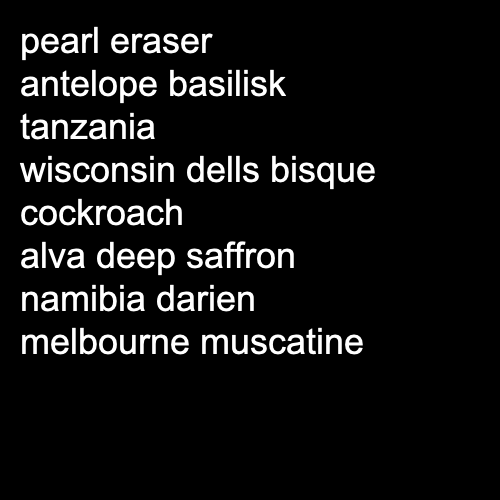 pearl eraser
antelope basilisk
tanzania
wisconsin dells bisque
cockroach
alva deep saffron
namibia darien
melbourne muscatine